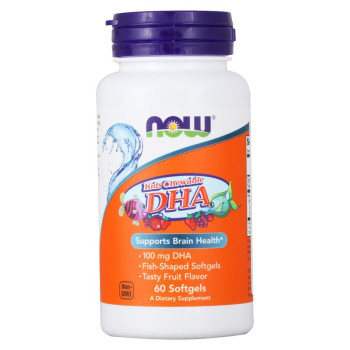 NOW
Kids Chewable
DHA
Supports Brain Health*
• 100 mg DHA
• Fish-Shaped Softgels
• Tasty Fruit Flavor
60 Softgels
A Dietary Supplement
Non-
GMO